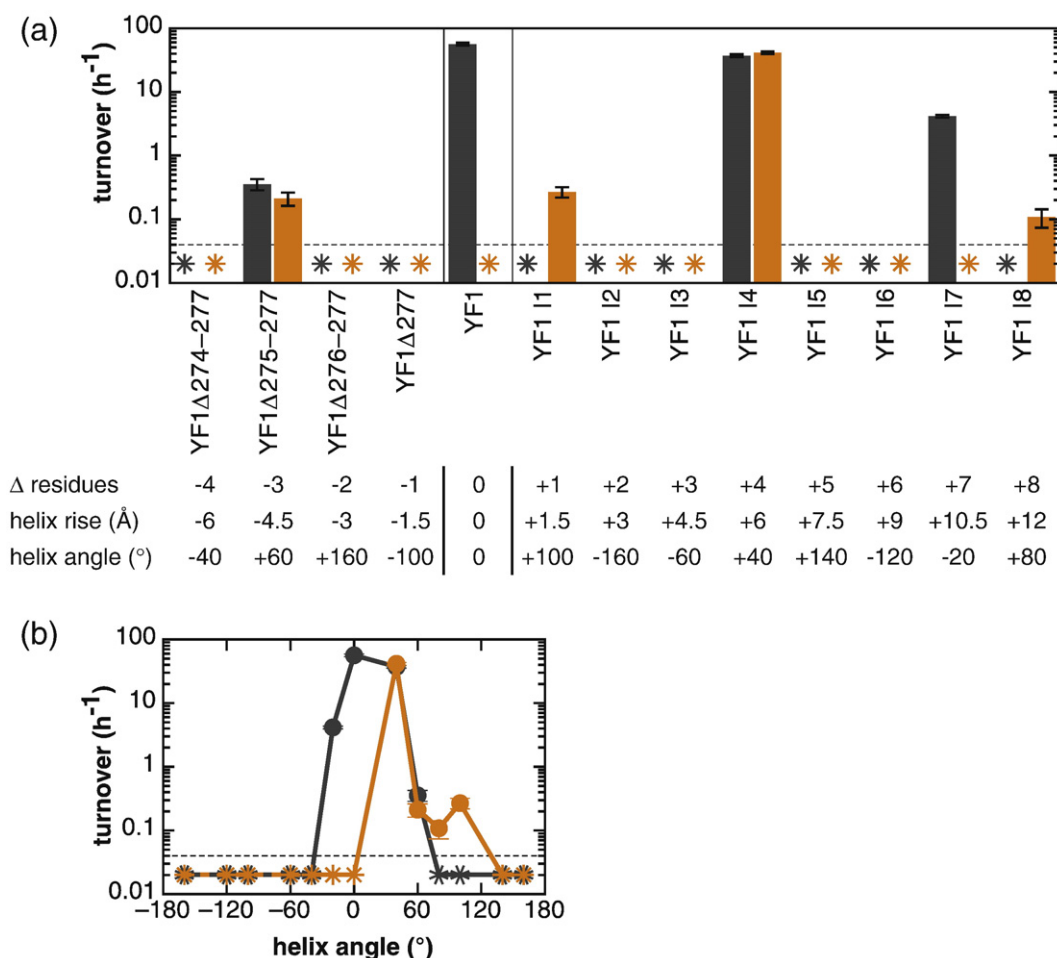 (a)
turnover (h-1)
100
10
1
0.1
0.01
YF1Δ274–277
YF1Δ275–277
YF1Δ276–277
YF1Δ277
YF1
YF1 I1
YF1 I2
YF1 I3
YF1 I4
YF1 I5
YF1 I6
YF1 I7
YF1 I8
Δ residues -4 -3 -2 -1 0 +1 +2 +3 +4 +5 +6 +7 +8
helix rise (Å) -6 -4.5 -3 -1.5 0 +1.5 +3 +4.5 +6 +7.5 +9 +10.5 +12
helix angle (°) -40 +60 +160 -100 0 +100 -160 -60 +40 +140 -120 -20 +80
(b)
turnover (h-1)
100
10
1
0.1
0.01
−180 −120 −60 0 60 120 180
helix angle (°)